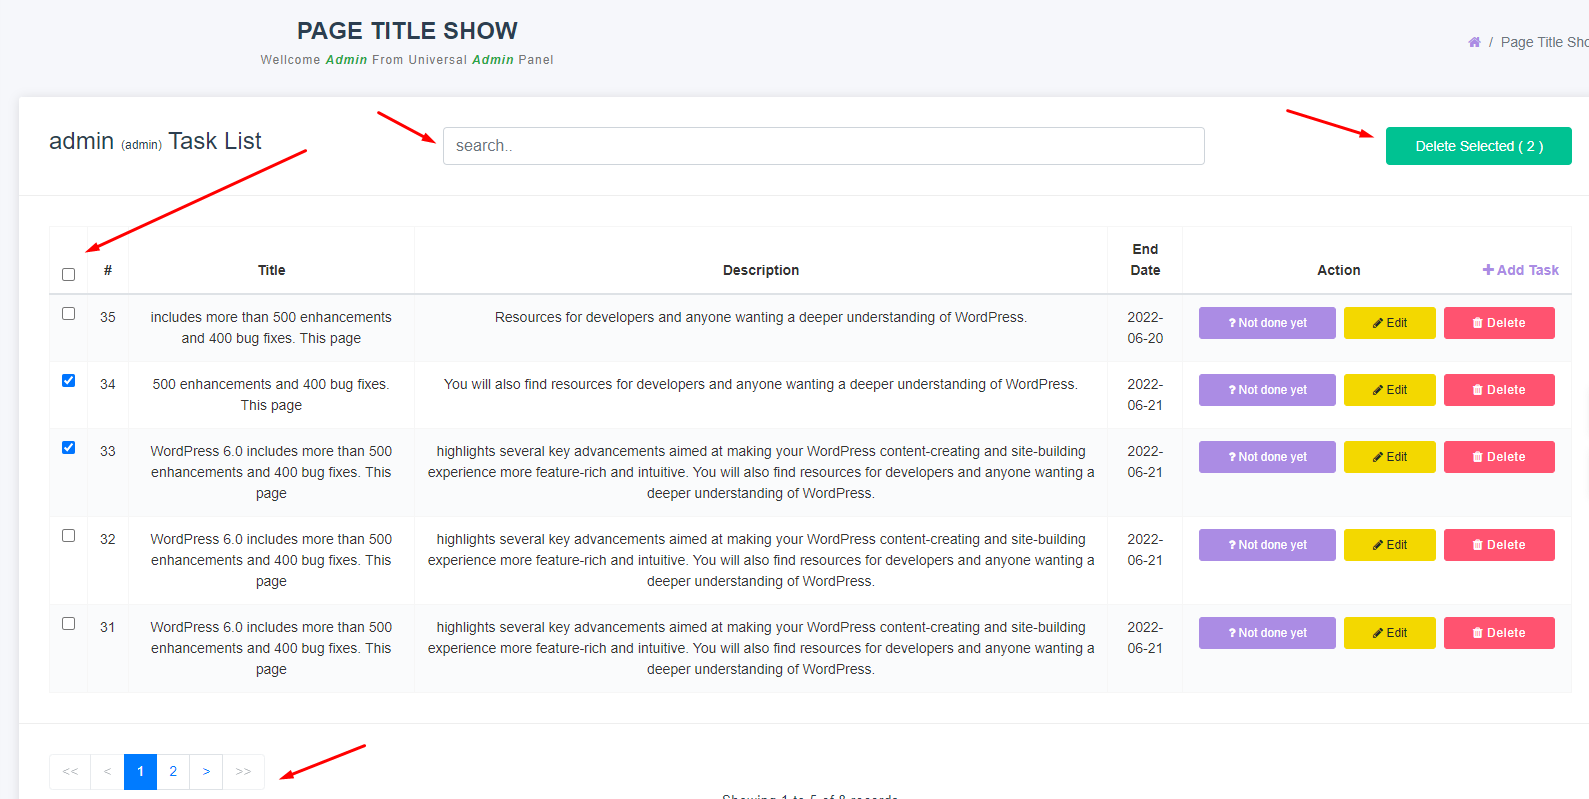 PAGE TITLE SHOW
Wellcome Admin From Universal Admin Panel
/ Page Title Sho
admin (admin) Task List
search..
Delete Selected ( 2 )
# Title Description End Date Action Add Task
35 includes more than 500 enhancements Resources for developers and anyone wanting a deeper understanding of WordPress. 2022- ? Not done yet Edit Delete
and 400 bug fixes. This page 06-20
34 500 enhancements and 400 bug fixes. You will also find resources for developers and anyone wanting a deeper understanding of WordPress. 2022- ? Not done yet Edit Delete
This page 06-21
33 WordPress 6.0 includes more than 500 highlights several key advancements aimed at making your WordPress content-creating and site-building 2022- ? Not done yet Edit Delete
enhancements and 400 bug fixes. This experience more feature-rich and intuitive. You will also find resources for developers and anyone wanting a 06-21
page deeper understanding of WordPress.
32 WordPress 6.0 includes more than 500 highlights several key advancements aimed at making your WordPress content-creating and site-building 2022- ? Not done yet Edit Delete
enhancements and 400 bug fixes. This experience more feature-rich and intuitive. You will also find resources for developers and anyone wanting a 06-21
page deeper understanding of WordPress.
31 WordPress 6.0 includes more than 500 highlights several key advancements aimed at making your WordPress content-creating and site-building 2022- ? Not done yet Edit Delete
enhancements and 400 bug fixes. This experience more feature-rich and intuitive. You will also find resources for developers and anyone wanting a 06-21
page deeper understanding of WordPress.
<< < 1 2 > >>
Showing 1 to 5 of 8 records